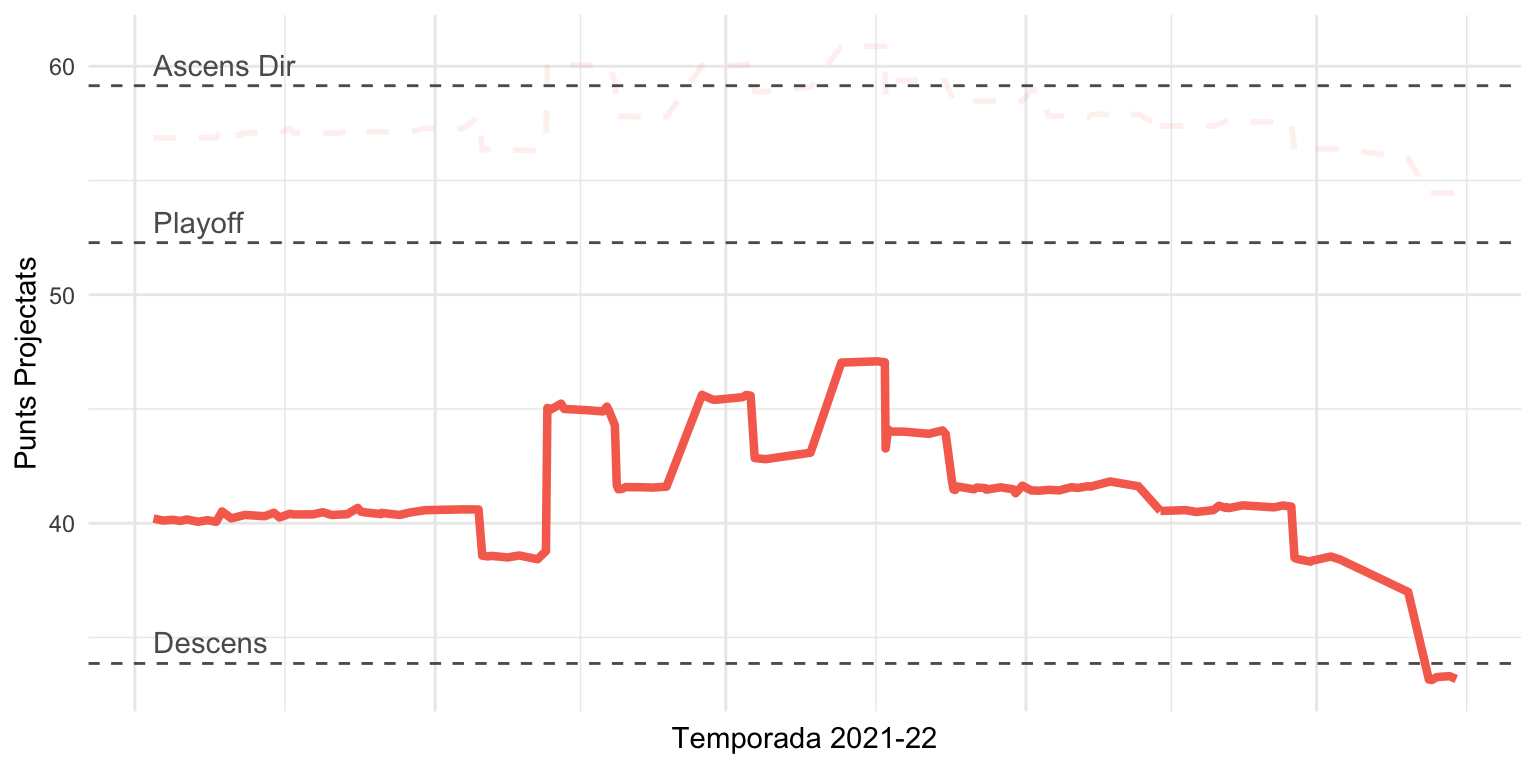 60
Ascens Dir
Playoff
50
Punts Projectats
40
Descens
Temporada 2021-22